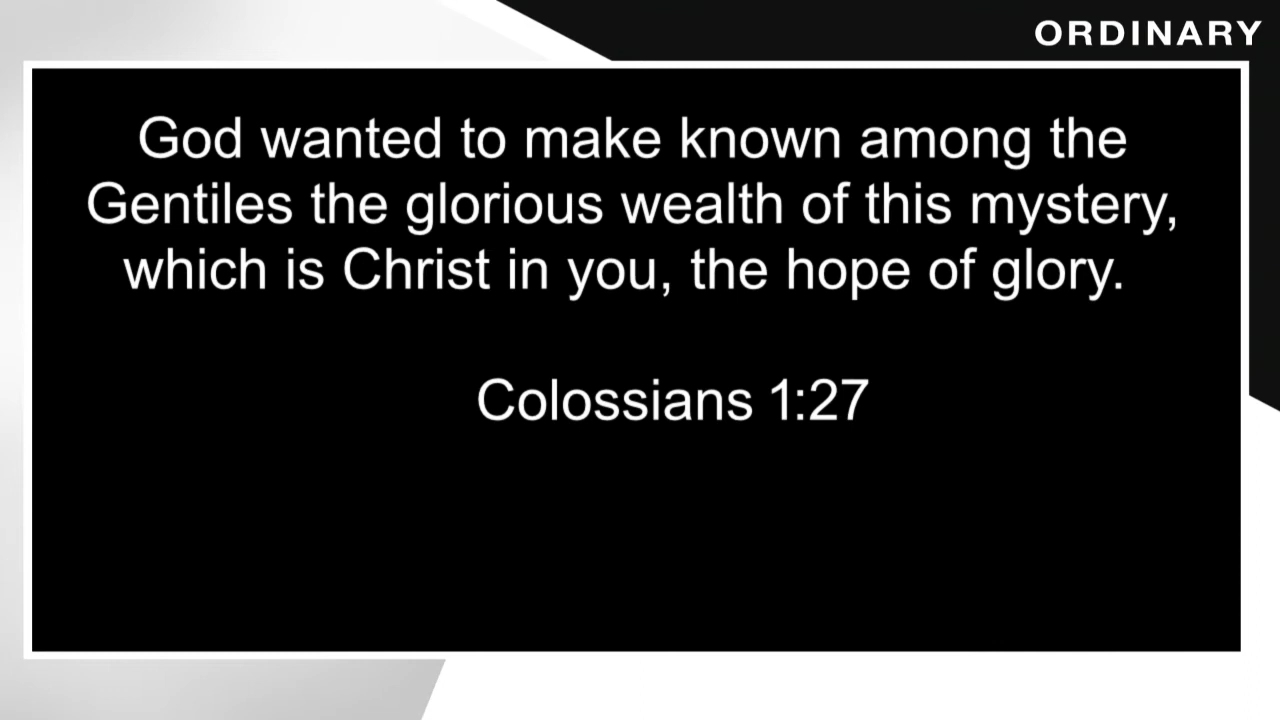 ORDINARY
God wanted to make known among the
Gentiles the glorious wealth of this mystery,
which is Christ in you, the hope of glory.
Colossians 1:27